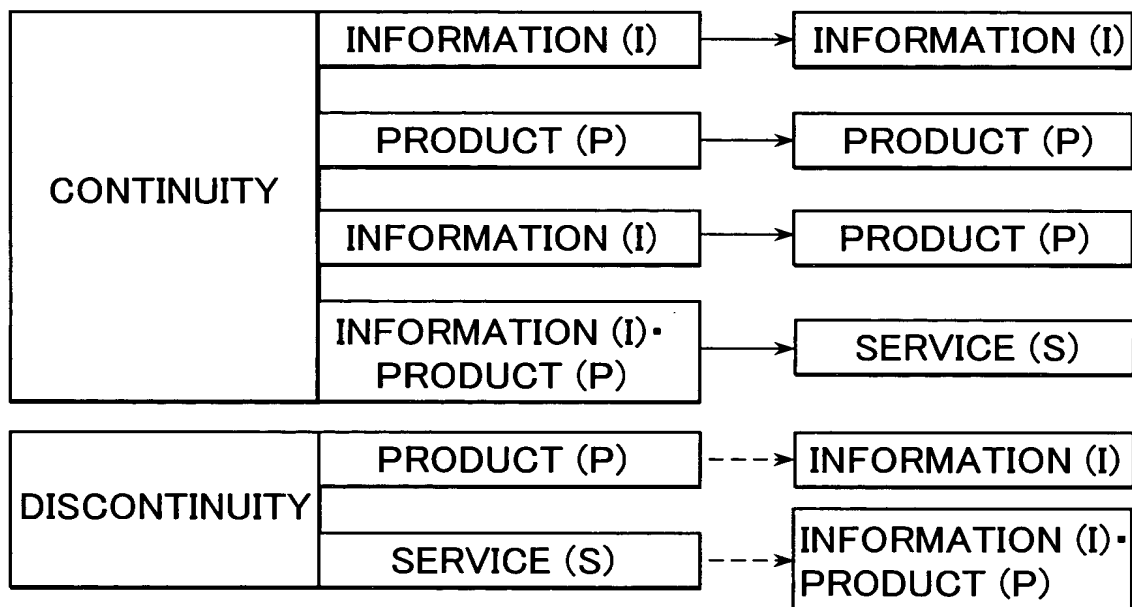 CONTINUITY
INFORMATION (I)
INFORMATION (I)
PRODUCT (P)
PRODUCT (P)
INFORMATION (I)
PRODUCT (P)
INFORMATION (I)・
PRODUCT (P)
SERVICE (S)
DISCONTINUITY
PRODUCT (P)
INFORMATION (I)
SERVICE (S)
INFORMATION (I)・
PRODUCT (P)